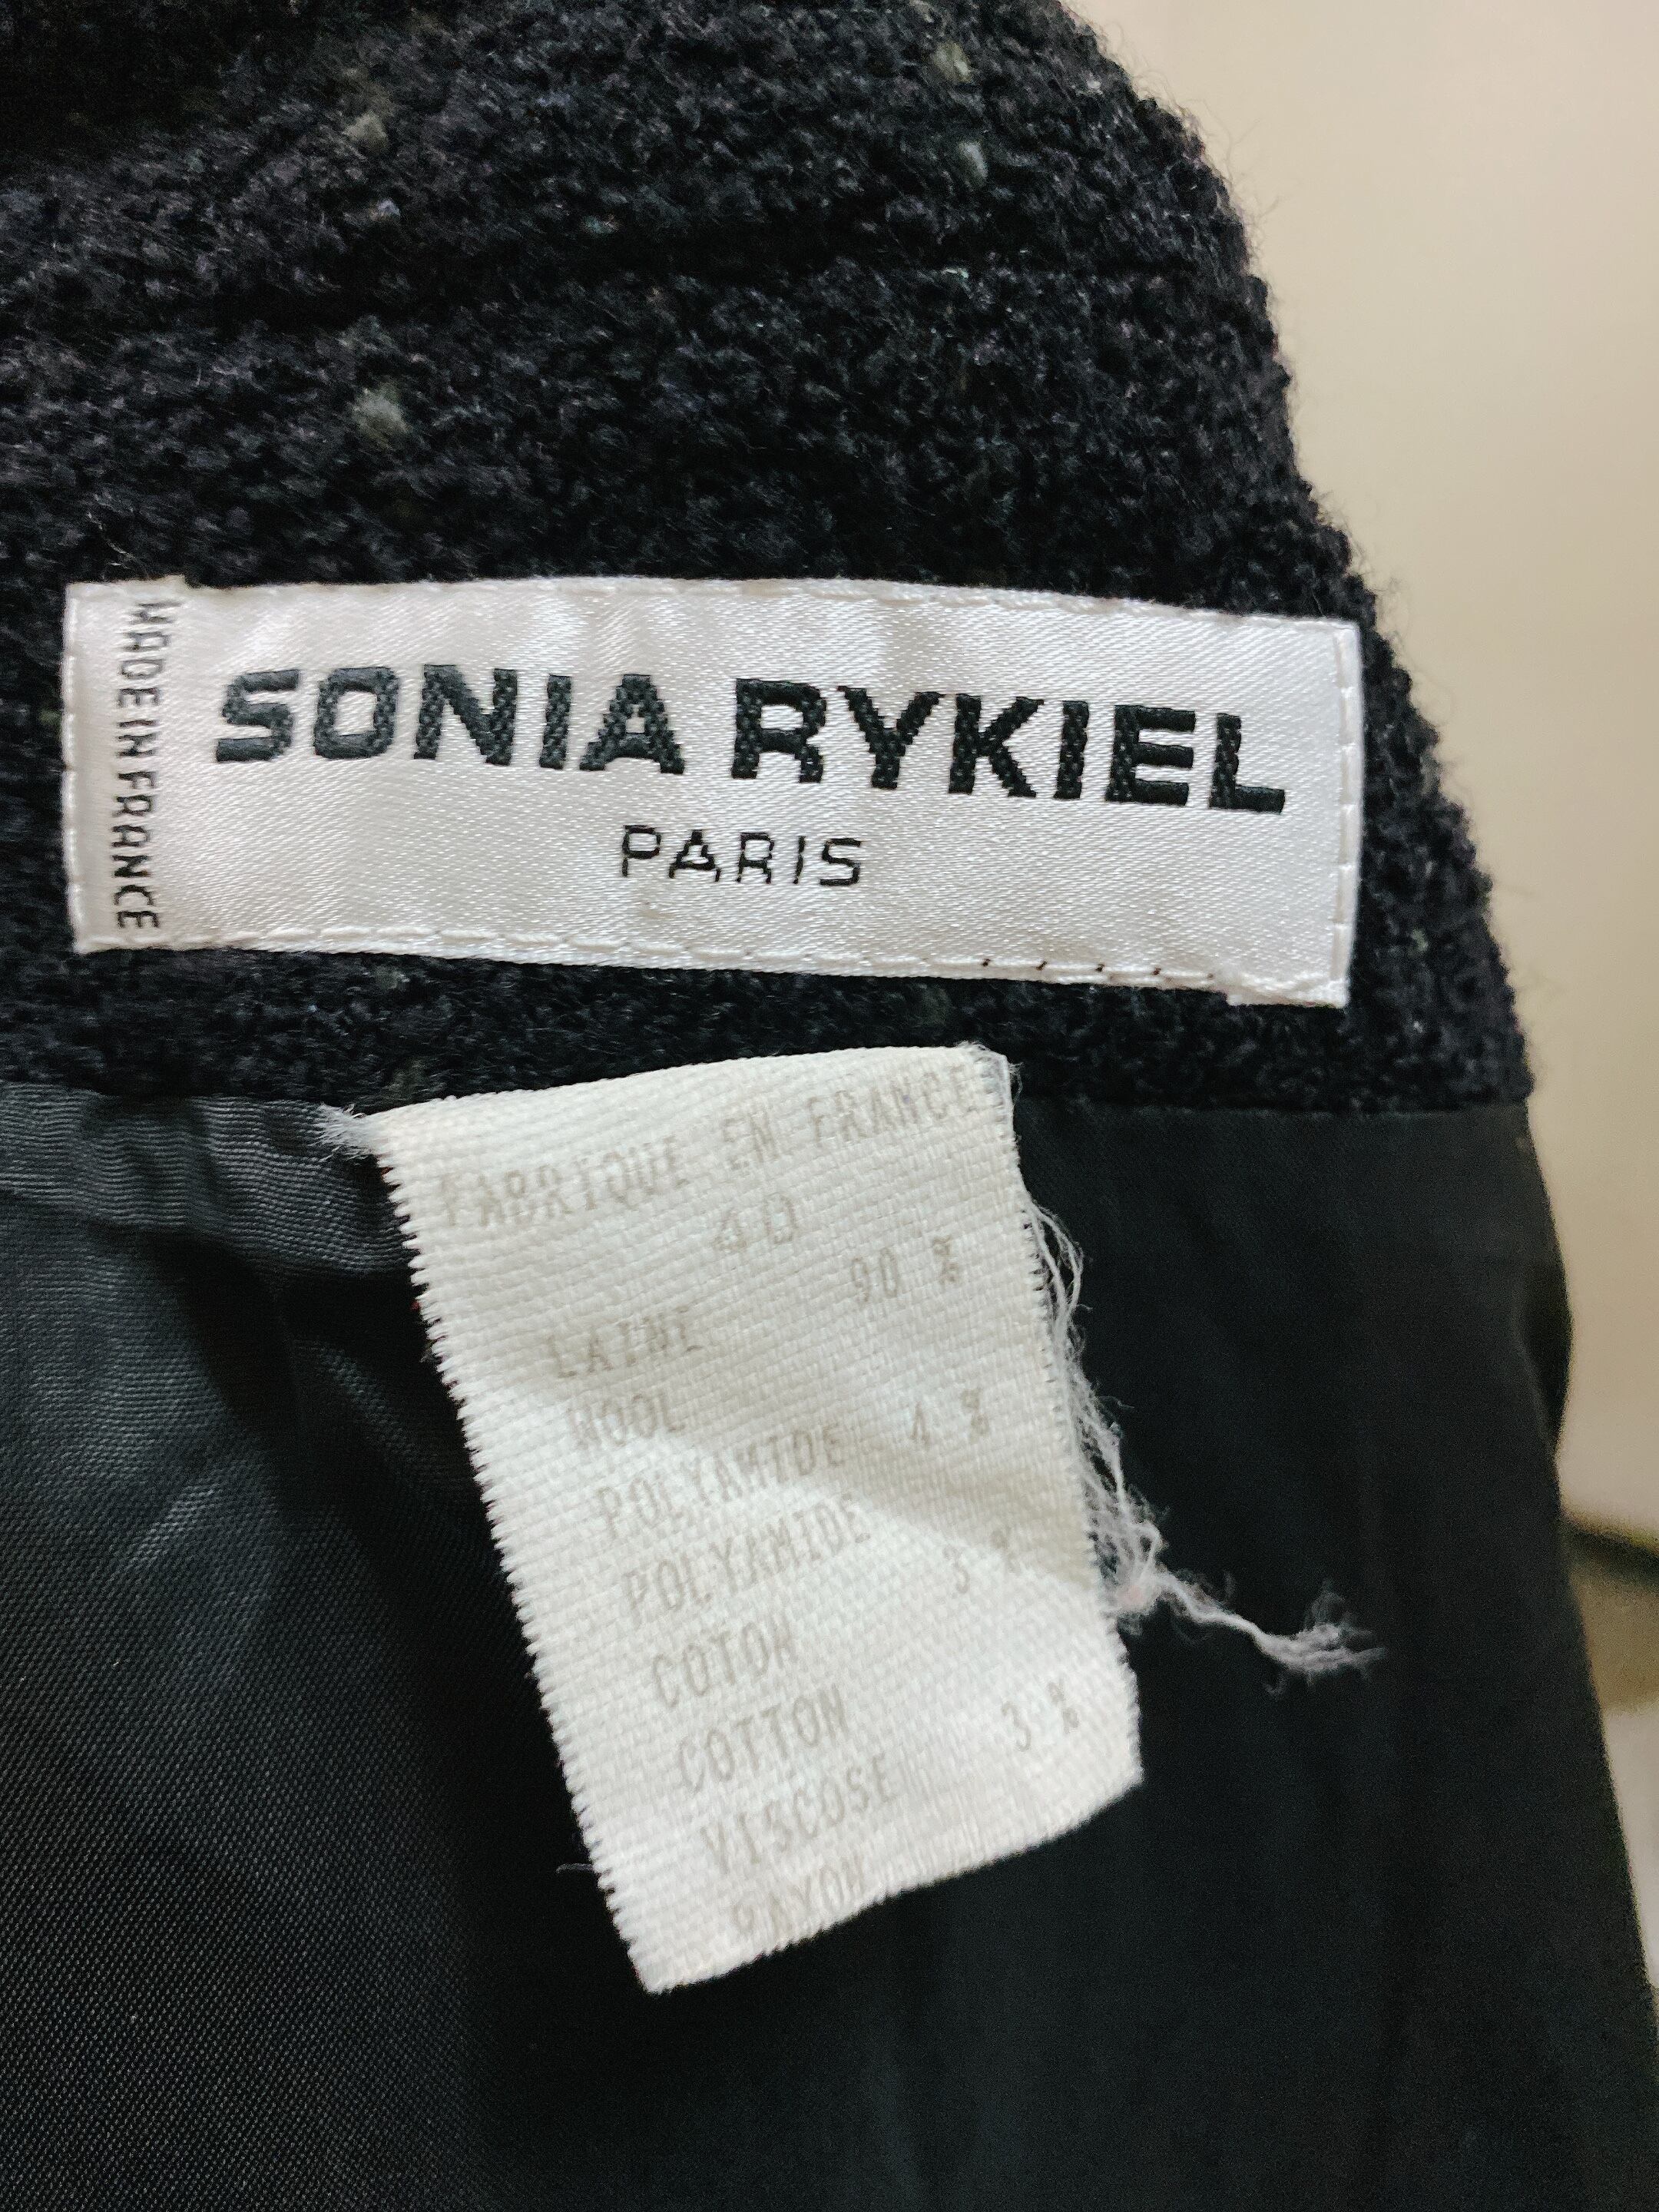 MADE IN FRANCE
SONIA RYKIEL
PARIS
FABRIQUE EN FRANCE
40
LAINE 90 %
WOOL
POLYAMIDE 4 %
POLYAMIDE
COTON 3 %
COTTON
VISCOSE 3 %
RAYON